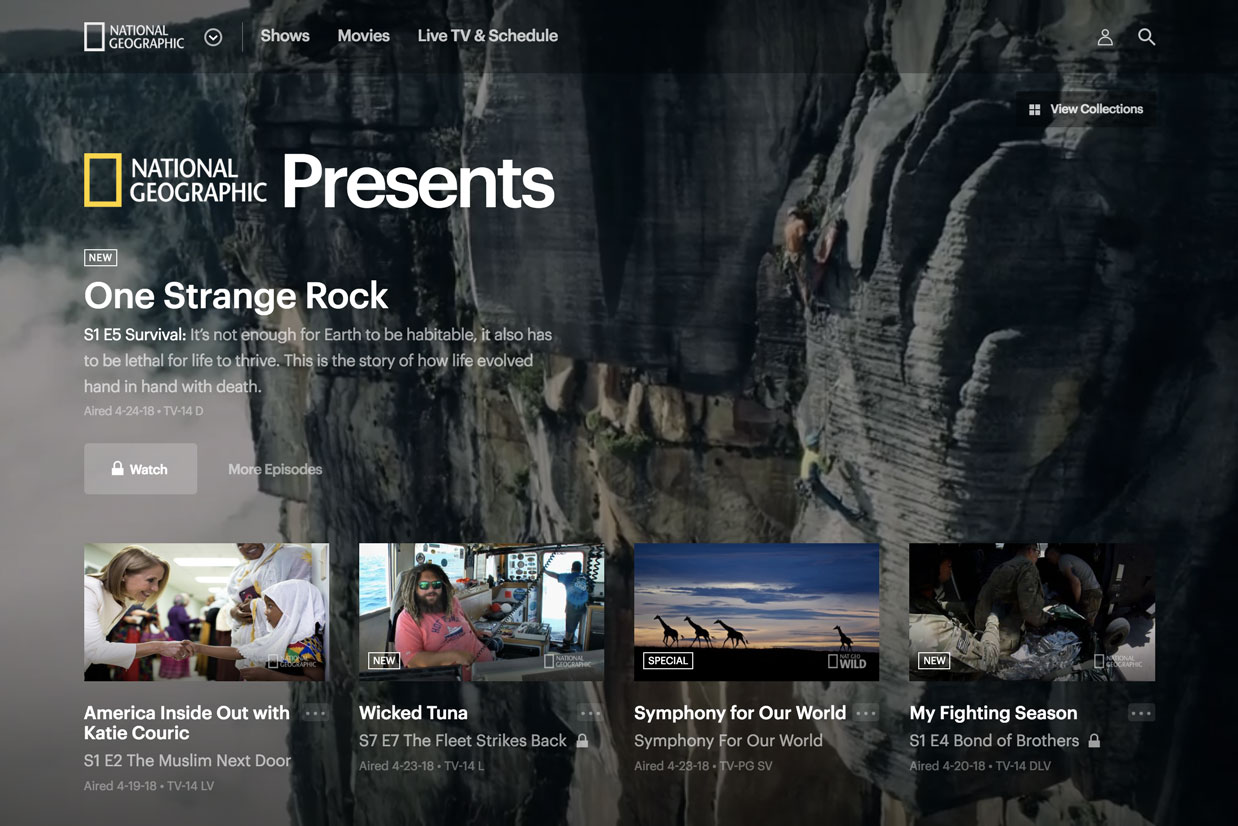 NATIONAL
GEOGRAPHIC
Shows Movies Live TV & Schedule
View Collections
NATIONAL
GEOGRAPHIC
Presents
NEW
One Strange Rock
S1 E5 Survival: It's not enough for Earth to be habitable, it also has
to be lethal for life to thrive. This is the story of how life evolved
hand in hand with death.
Aired 4-24-18 • TV-14 D
Watch More Episodes
NATIONAL
GEOGRAPHIC
America Inside Out with
Katie Couric
S1 E2 The Muslim Next Door
Aired 4-19-18 • TV-14 LV
NEW
NATIONAL
GEOGRAPHIC
Wicked Tuna
S7 E7 The Fleet Strikes Back
Aired 4-23-18 • TV-14 L
SPECIAL
NAT GEO
WILD
Symphony for Our World
Symphony For Our World
Aired 4-23-18 • TV-PG SV
NEW
NATIONAL
GEOGRAPHIC
My Fighting Season
S1 E4 Bond of Brothers
Aired 4-20-18 • TV-14 DLV